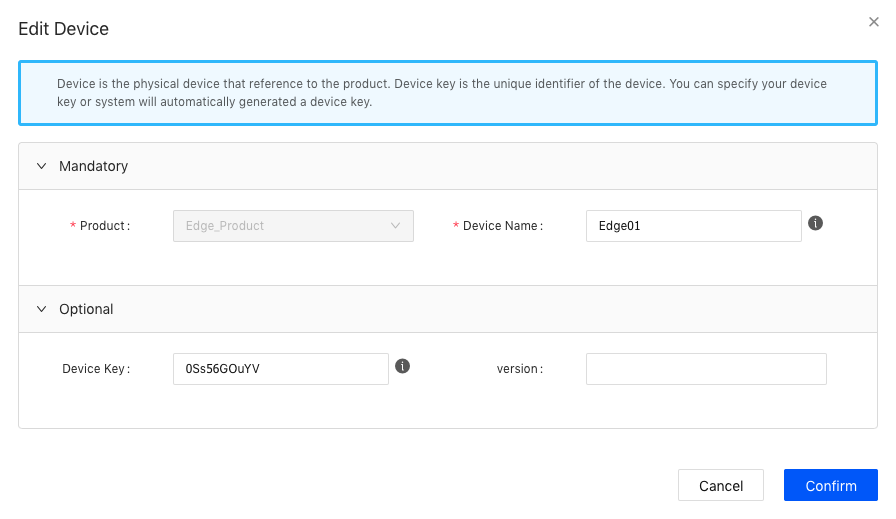 Edit Device
Device is the physical device that reference to the product. Device key is the unique identifier of the device. You can specify your device
key or system will automatically generated a device key.
Mandatory
* Product : Edge_Product * Device Name : Edge01
Optional
Device Key : 0Ss56GOuYV version :
Cancel Confirm